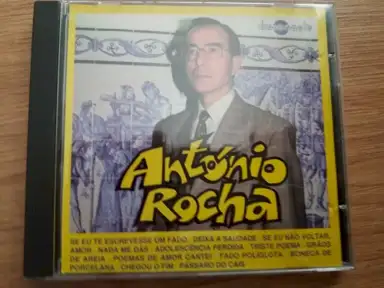 António
Rocha
SE EU TE ESCREVESSE UM FADO. DEIXA A SAUDADE. SE EU NÃO VOLTAR,
AMOR. NADA ME DÁS. ADOLESCÊNCIA PERDIDA. TRISTE POEMA. GRÃOS
DE AREIA. POEMAS DE AMOR CANTEI. FADO POLIGLOTA. BONECA DE
PORCELANA. CHEGOU O FIM. PÁSSARO DO CAIS.